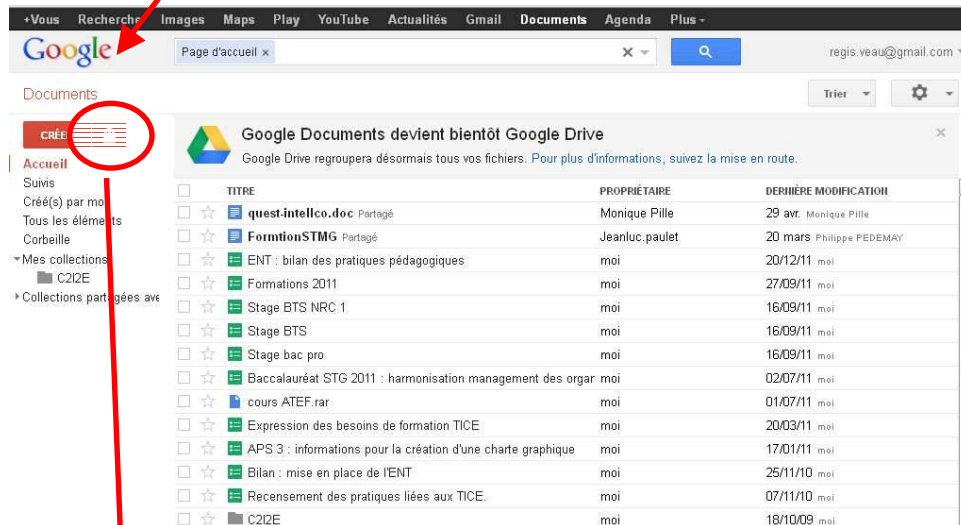 +Vous Recherche Images Maps Play YouTube Actualités Gmail Documents Agenda Plus
Google Page d'accueil × regis.veau@gmail.com
Documents Trier
CRÉE
Google Documents devient bientôt Google Drive
Google Drive regroupera désormais tous vos fichiers. Pour plus d'informations, suivez la mise en route.
Accueil
Suivis
Créé(s) par moi
Tous les éléments
Corbeille
Mes collections
C2I2E
Collections partagées ave
TITRE PROPRIÉTAIRE DERNIÈRE MODIFICATION
quest-intellco.doc Partagé Monique Pille 29 avr. Monique Pille
FormtionSTMG Partagé Jeanluc.paulet 20 mars Philippe PEDEMAY
ENT : bilan des pratiques pédagogiques moi 20/12/11 moi
Formations 2011 moi 27/09/11 moi
Stage BTS NRC 1 moi 16/09/11 moi
Stage BTS moi 16/09/11 moi
Stage bac pro moi 16/09/11 moi
Baccalauréat STG 2011 : harmonisation management des orgar moi 02/07/11 moi
cours ATEF.rar moi 01/07/11 moi
Expression des besoins de formation TICE moi 20/03/11 moi
APS 3 : informations pour la création d'une charte graphique moi 17/01/11 moi
Bilan : mise en place de l'ENT moi 25/11/10 moi
Recensement des pratiques liées aux TICE. moi 07/11/10 moi
C2I2E moi 18/10/09 moi